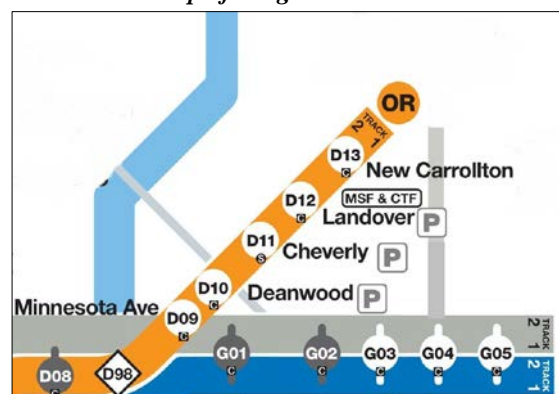 OR
TRACK
2 1
D13
C
New Carrollton
MSF & CTF
D12
C
Landover P
D11
S
Cheverly P
D10
C
Deanwood P
Minnesota Ave
D09
C
TRACK
2 1
G01
C
G02
C
G03
C
G04
C
G05
C
D08
D98
TRACK
2 1